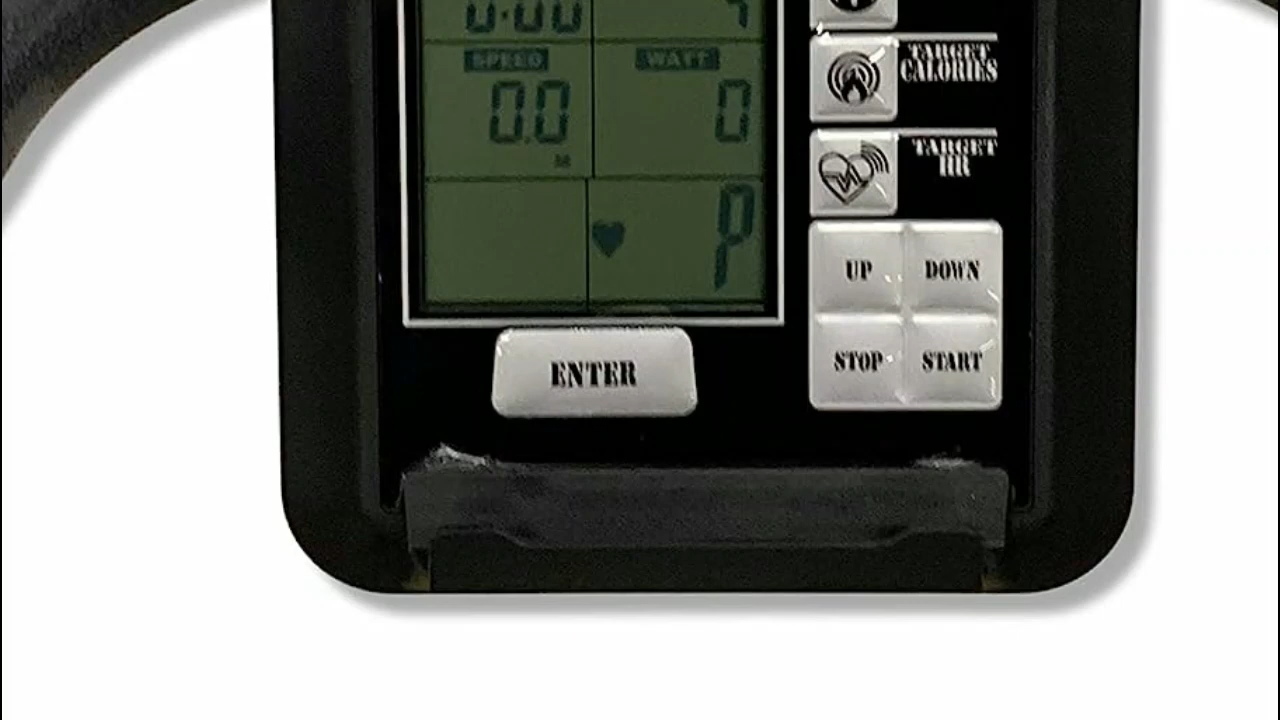 0:00
SPEED WATT
0.0 0
M
P
TARGET
CALORIES
TARGET
HR
UP DOWN
STOP START
ENTER